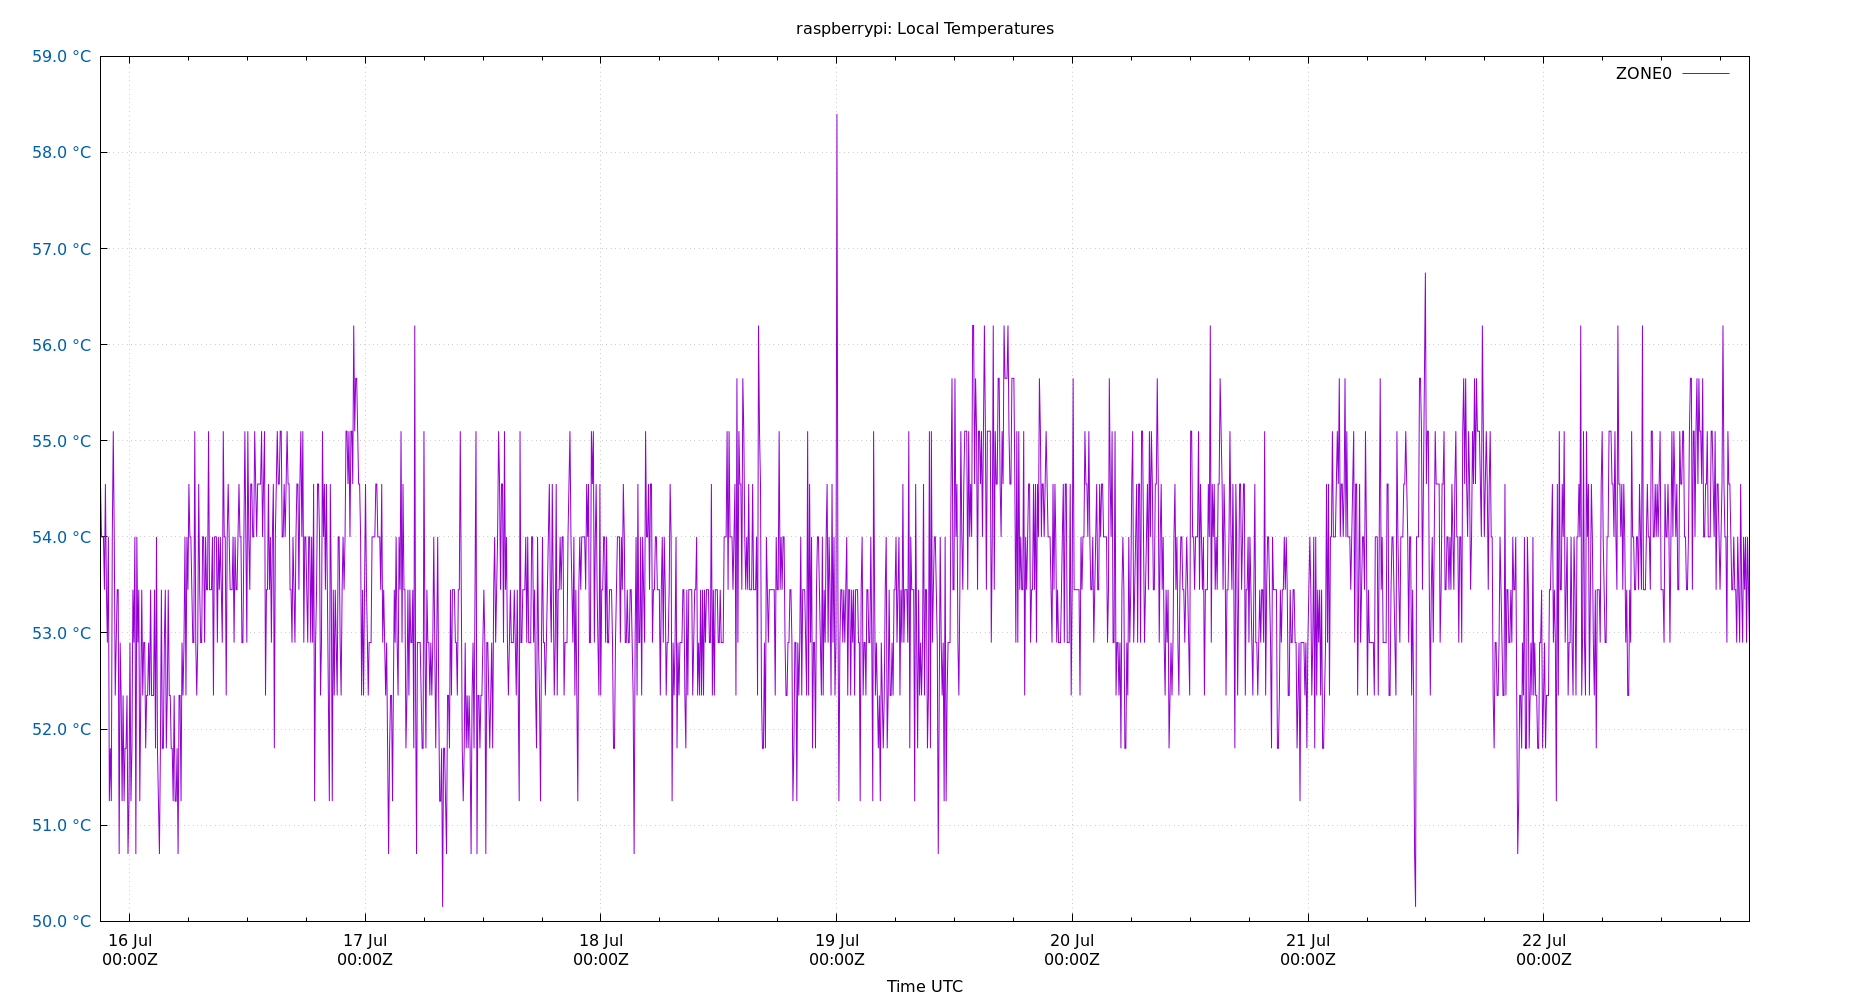 raspberrypi: Local Temperatures
59.0 °C
ZONE0
58.0 °C
57.0 °C
56.0 °C
55.0 °C
54.0 °C
53.0 °C
52.0 °C
51.0 °C
50.0 °C
16 Jul 17 Jul 18 Jul 19 Jul 20 Jul 21 Jul 22 Jul
00:00Z 00:00Z 00:00Z 00:00Z 00:00Z 00:00Z 00:00Z
Time UTC